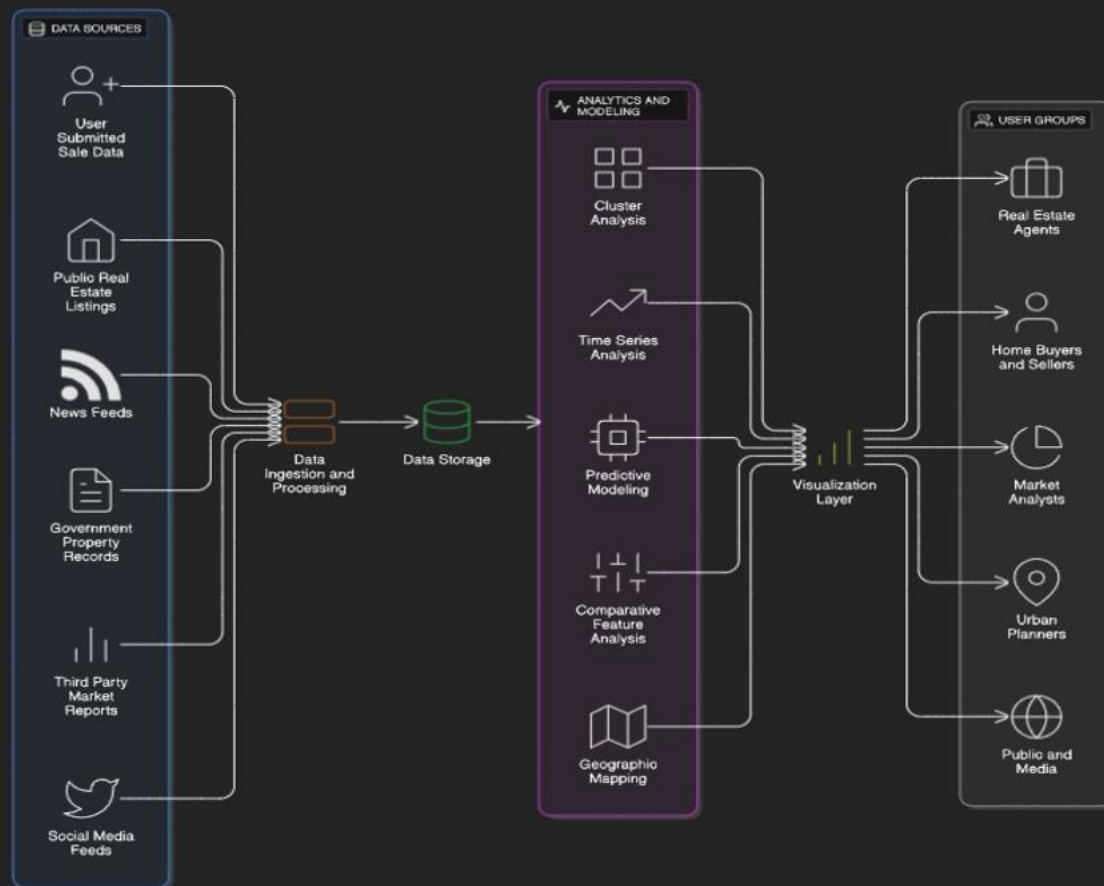 DATA SOURCES
User
Submitted
Sale Data
Public Real
Estate
Listings
News Feeds
Government
Property
Records
Third Party
Market
Reports
Social Media
Feeds
Data
Ingestion and
Processing
Data Storage
ANALYTICS AND
MODELING
Cluster
Analysis
Time Series
Analysis
Predictive
Modeling
Comparative
Feature
Analysis
Geographic
Mapping
Visualization
Layer
USER GROUPS
Real Estate
Agents
Home Buyers
and Sellers
Market
Analysts
Urban
Planners
Public and
Media